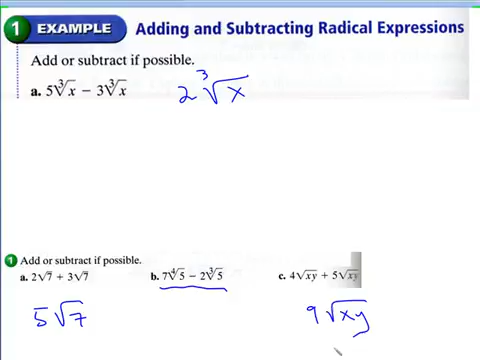 1 EXAMPLE Adding and Subtracting Radical Expressions
Add or subtract if possible.
a. 5∛x − 3∛x 2∛x
1 Add or subtract if possible.
a. 2√7 + 3√7 b. 7∜5 − 2∛5 c. 4√xy + 5√xy
5√7 9√xy